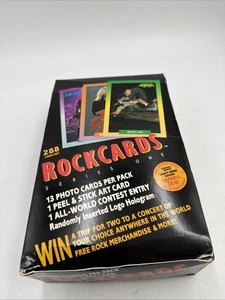 288
ROCKCARDS
SERIES ONE
13 PHOTO CARDS PER PACK
1 PEEL & STICK ART CARD
1 ALL-WORLD CONTEST ENTRY
Randomly Inserted Logo Hologram
WIN A TRIP FOR TWO TO A CONCERT OF
YOUR CHOICE ANYWHERE IN THE WORLD
FREE ROCK MERCHANDISE & MORE!
ROCKCARDS